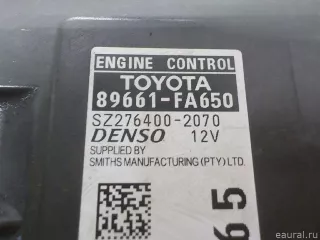 ENGINE CONTROL
TOYOTA
89661-FA650
SZ276400-2070
DENSO 12V
SUPPLIED BY
SMITHS MANUFACTURING (PTY) LTD.
65
eaural.ru